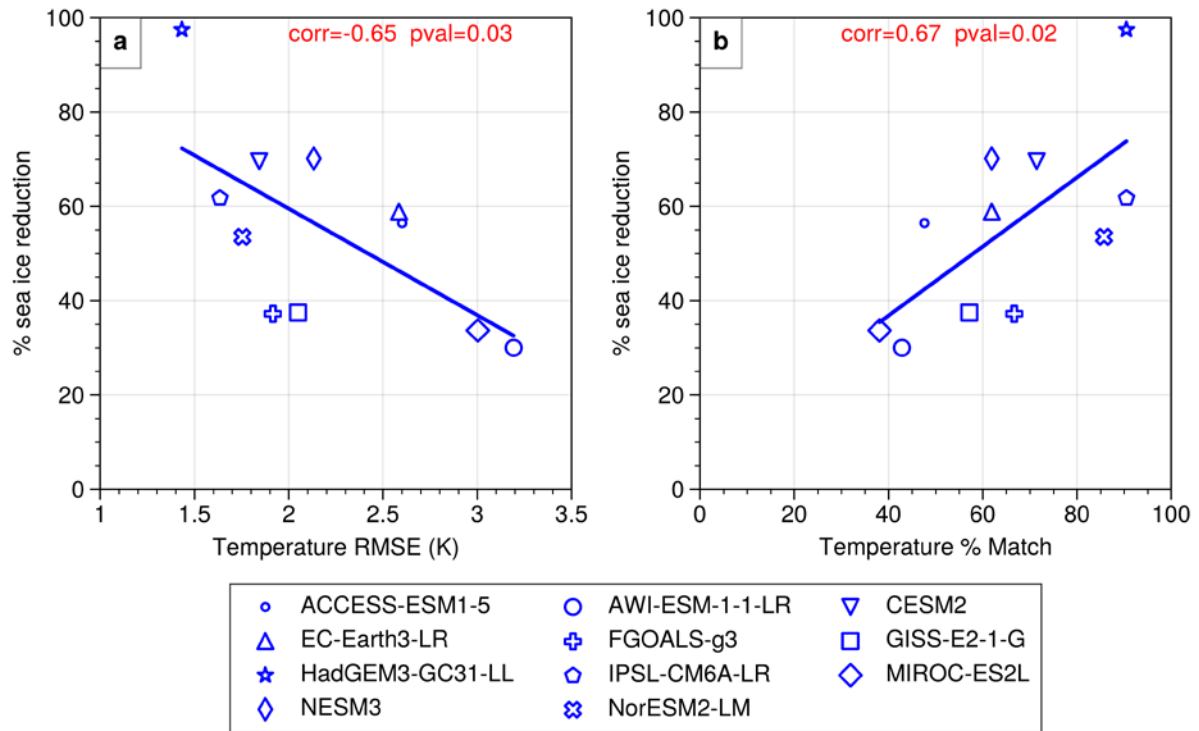 a
corr=-0.65 pval=0.03
100
80
60
40
20
0
% sea ice reduction
1 1.5 2 2.5 3 3.5
Temperature RMSE (K)
b
corr=0.67 pval=0.02
100
80
60
40
20
0
% sea ice reduction
0 20 40 60 80 100
Temperature % Match
ACCESS-ESM1-5 AWI-ESM-1-1-LR CESM2
EC-Earth3-LR FGOALS-g3 GISS-E2-1-G
HadGEM3-GC31-LL IPSL-CM6A-LR MIROC-ES2L
NESM3 NorESM2-LM